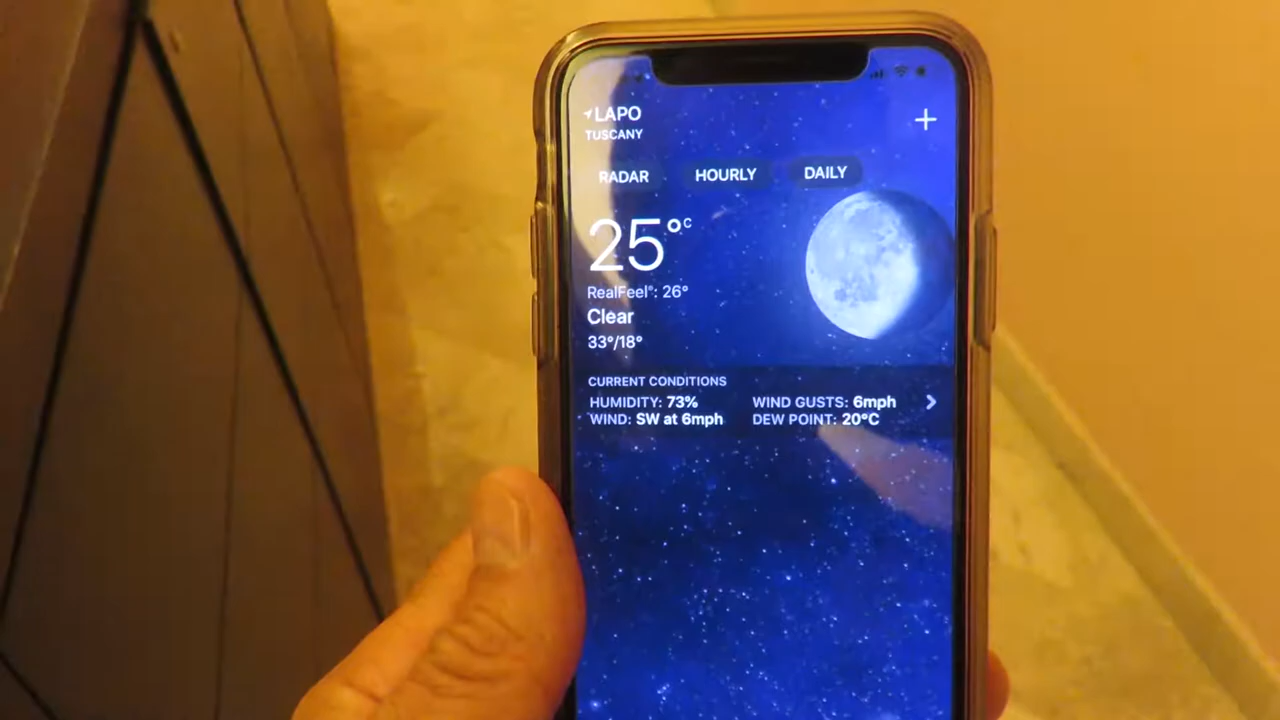 LAPO
TUSCANY
RADAR HOURLY DAILY
25°C
RealFeel®: 26°
Clear
33°/18°
CURRENT CONDITIONS
HUMIDITY: 73% WIND GUSTS: 6mph
WIND: SW at 6mph DEW POINT: 20°C